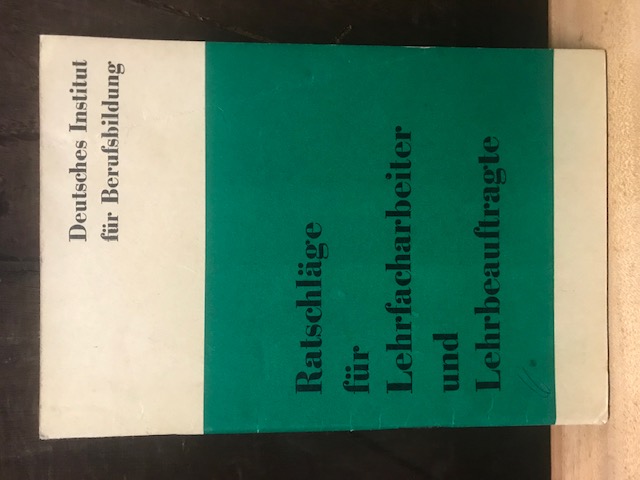 Deutsches Institut
für Berufsbildung
Ratschläge
für
Lehrfacharbeiter
und
Lehrbeauftragte